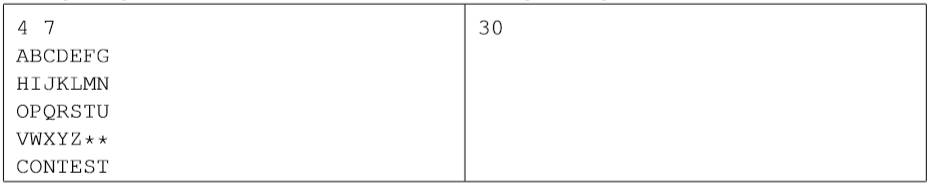 4 7 30
ABCDEFG
HIJKLMN
OPQRSTU
VWXYZ**
CONTEST